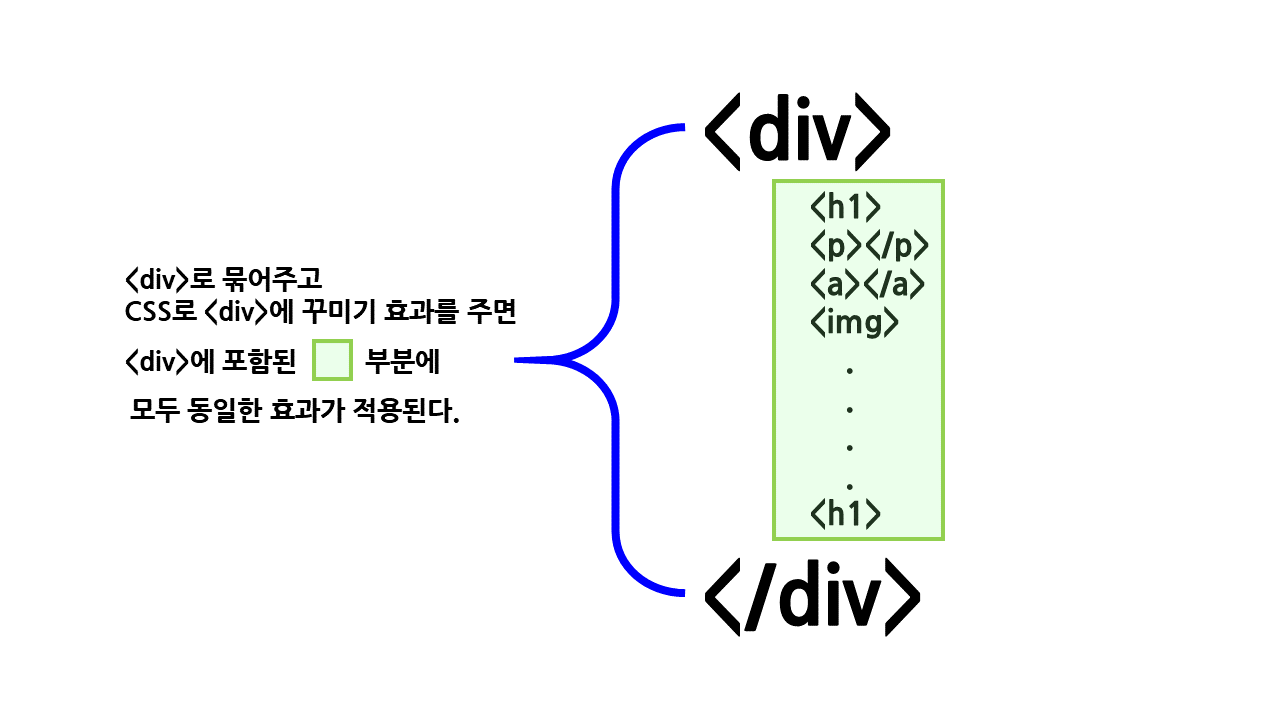 <div>로 묶어주고
CSS로 <div>에 꾸미기 효과를 주면
<div>에 포함된 부분에
모두 동일한 효과가 적용된다.
<div>
<h1>
<p></p>
<a></a>
<img>
.
.
.
.
<h1>
</div>